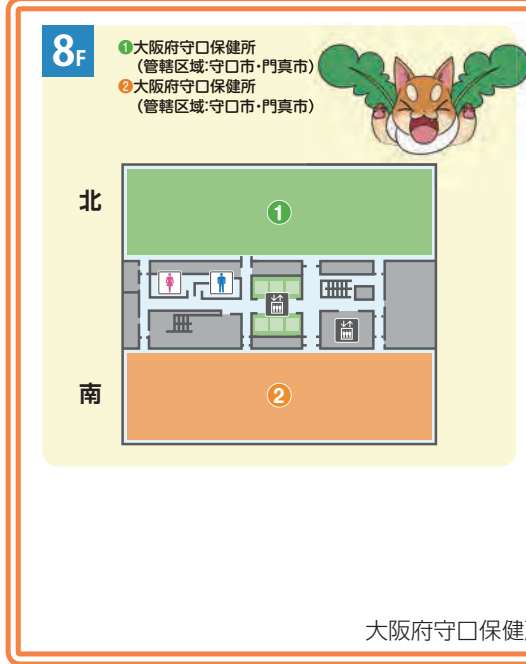 8F
❶大阪府守口保健所
(管轄区域:守口市・門真市)
❷大阪府守口保健所
(管轄区域:守口市・門真市)
北
❶
南
❷
大阪府守口保健